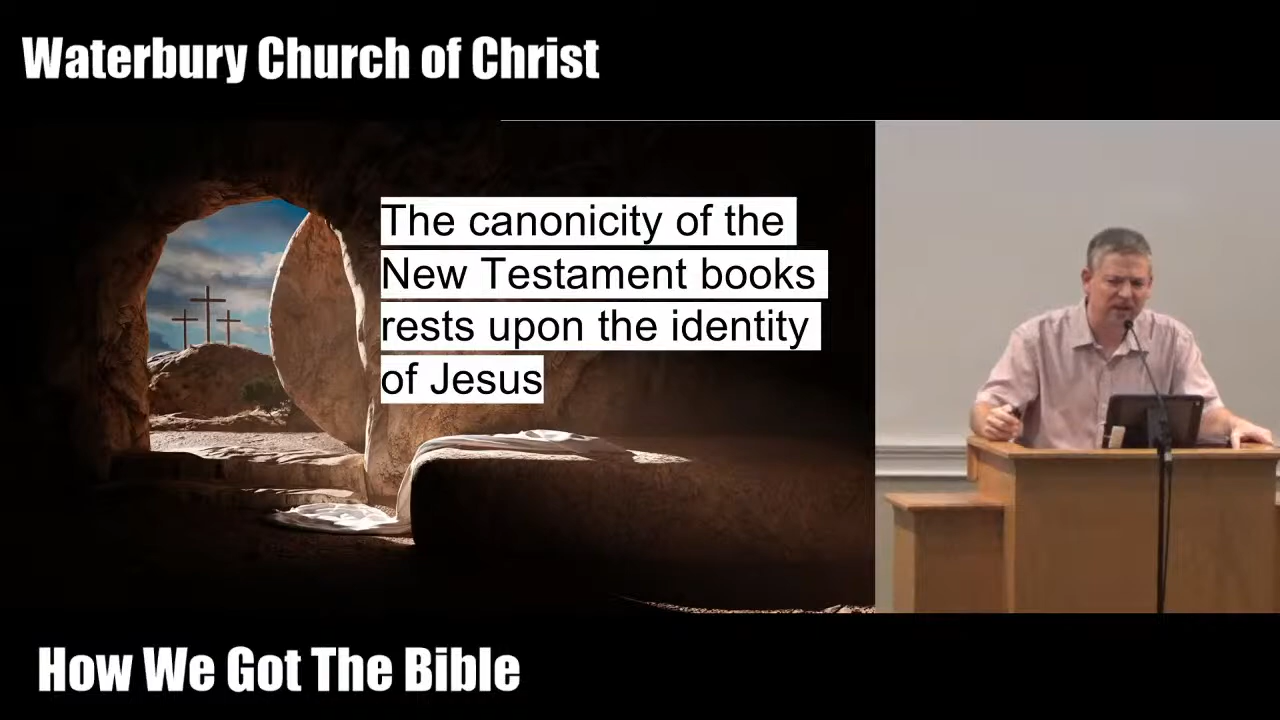 Waterbury Church of Christ
The canonicity of the
New Testament books
rests upon the identity
of Jesus
How We Got The Bible